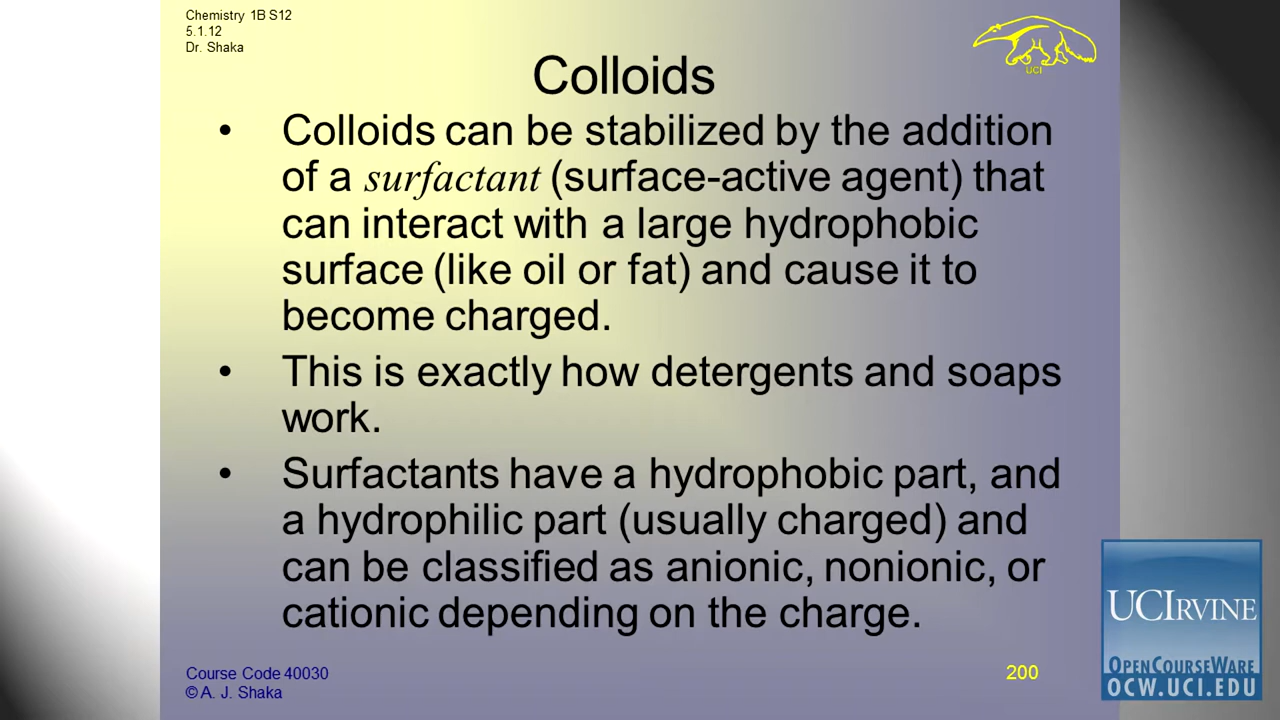 Chemistry 1B S12
5.1.12
Dr. Shaka
UCI
Colloids
• Colloids can be stabilized by the addition
of a surfactant (surface-active agent) that
can interact with a large hydrophobic
surface (like oil or fat) and cause it to
become charged.
• This is exactly how detergents and soaps
work.
• Surfactants have a hydrophobic part, and
a hydrophilic part (usually charged) and
can be classified as anionic, nonionic, or
cationic depending on the charge.
Course Code 40030
© A. J. Shaka
200
UCIRVINE
OPENCOURSEWARE
OCW.UCI.EDU